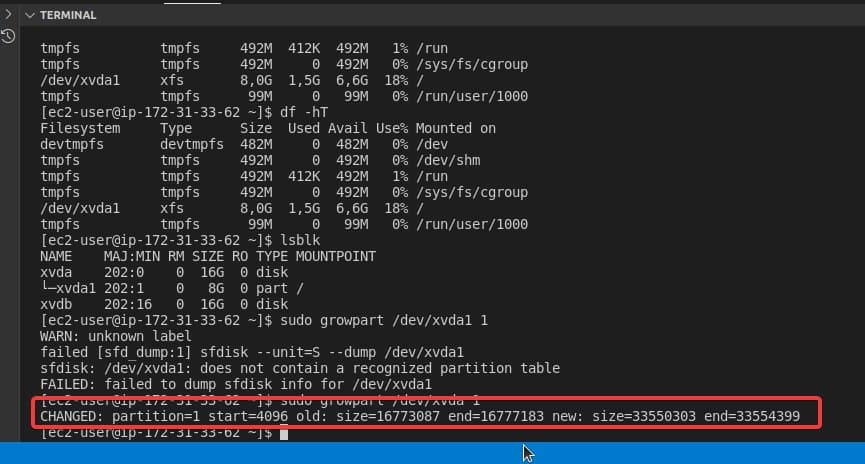 TERMINAL
tmpfs tmpfs 492M 412K 492M 1% /run
tmpfs tmpfs 492M 0 492M 0% /sys/fs/cgroup
/dev/xvda1 xfs 8,0G 1,5G 6,6G 18% /
tmpfs tmpfs 99M 0 99M 0% /run/user/1000
[ec2-user@ip-172-31-33-62 ~]$ df -hT
Filesystem Type Size Used Avail Use% Mounted on
devtmpfs devtmpfs 482M 0 482M 0% /dev
tmpfs tmpfs 492M 0 492M 0% /dev/shm
tmpfs tmpfs 492M 412K 492M 1% /run
tmpfs tmpfs 492M 0 492M 0% /sys/fs/cgroup
/dev/xvda1 xfs 8,0G 1,5G 6,6G 18% /
tmpfs tmpfs 99M 0 99M 0% /run/user/1000
[ec2-user@ip-172-31-33-62 ~]$ lsblk
NAME MAJ:MIN RM SIZE RO TYPE MOUNTPOINT
xvda 202:0 0 16G 0 disk
└─xvda1 202:1 0 8G 0 part /
xvdb 202:16 0 16G 0 disk
[ec2-user@ip-172-31-33-62 ~]$ sudo growpart /dev/xvda1 1
WARN: unknown label
failed [sfd_dump:1] sfdisk --unit=S --dump /dev/xvda1
sfdisk: /dev/xvda1: does not contain a recognized partition table
FAILED: failed to dump sfdisk info for /dev/xvda1
[ec2-user@ip-172-31-33-62 ~]$ sudo growpart /dev/xvda 1
CHANGED: partition=1 start=4096 old: size=16773087 end=16777183 new: size=33550303 end=33554399
[ec2-user@ip-172-31-33-62 ~]$